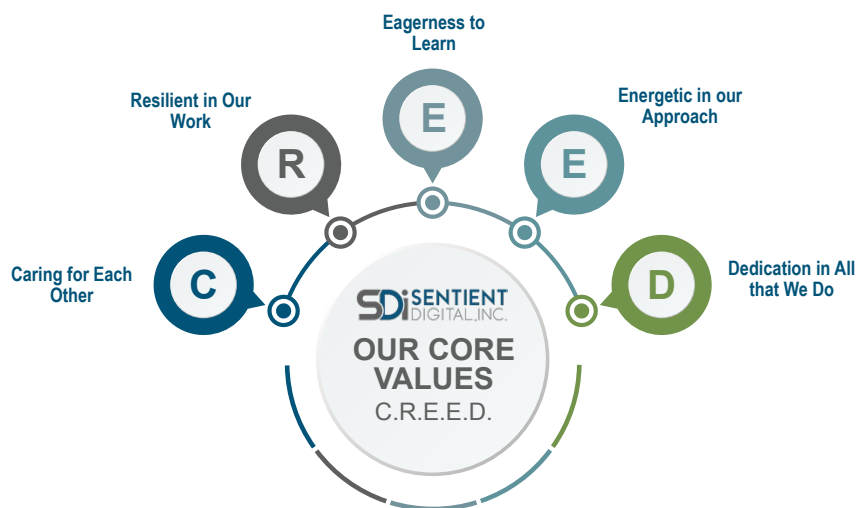 Eagerness to
Learn
Resilient in Our
Work
Energetic in our
Approach
E
R
E
Caring for Each
Other
C
D
Dedication in All
that We Do
SDi SENTIENT
DIGITAL,INC.
OUR CORE
VALUES
C.R.E.E.D.